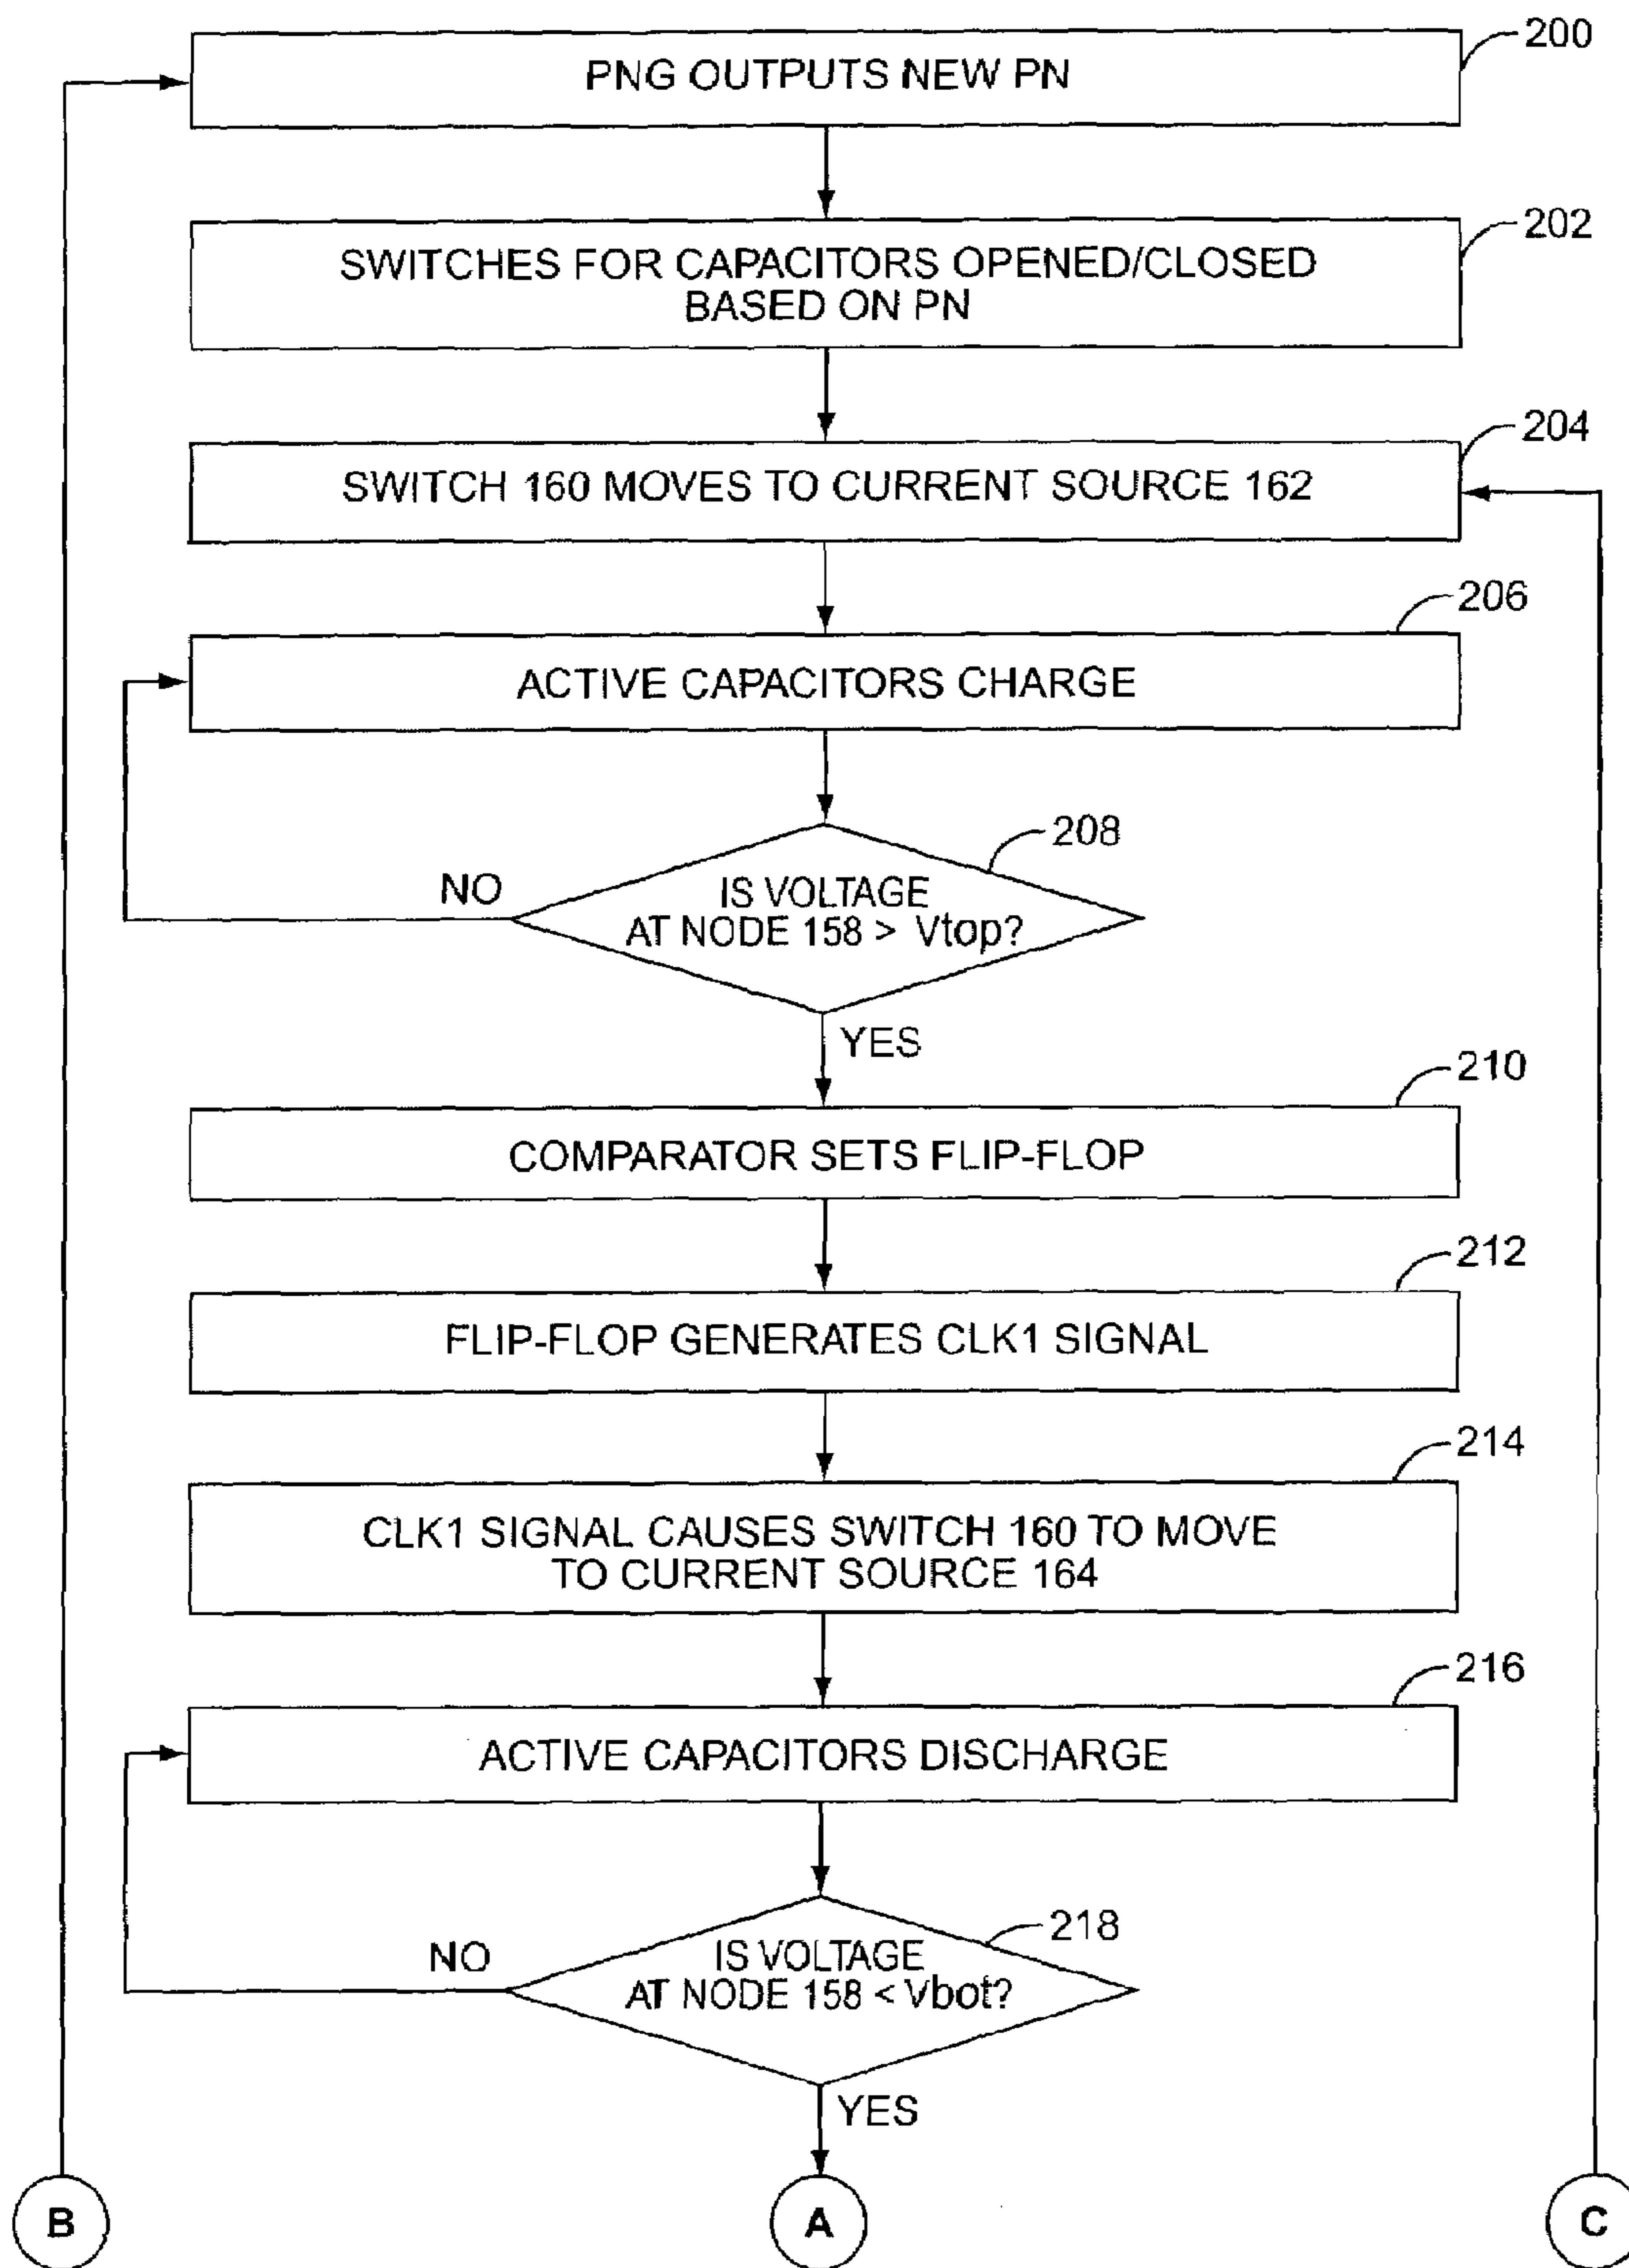 200
PNG OUTPUTS NEW PN
202
SWITCHES FOR CAPACITORS OPENED/CLOSED
BASED ON PN
204
SWITCH 160 MOVES TO CURRENT SOURCE 162
206
ACTIVE CAPACITORS CHARGE
208
NO
IS VOLTAGE
AT NODE 158 > Vtop?
YES
210
COMPARATOR SETS FLIP-FLOP
212
FLIP-FLOP GENERATES CLK1 SIGNAL
214
CLK1 SIGNAL CAUSES SWITCH 160 TO MOVE
TO CURRENT SOURCE 164
216
ACTIVE CAPACITORS DISCHARGE
218
NO
IS VOLTAGE
AT NODE 158 < Vbot?
YES
B
A
C